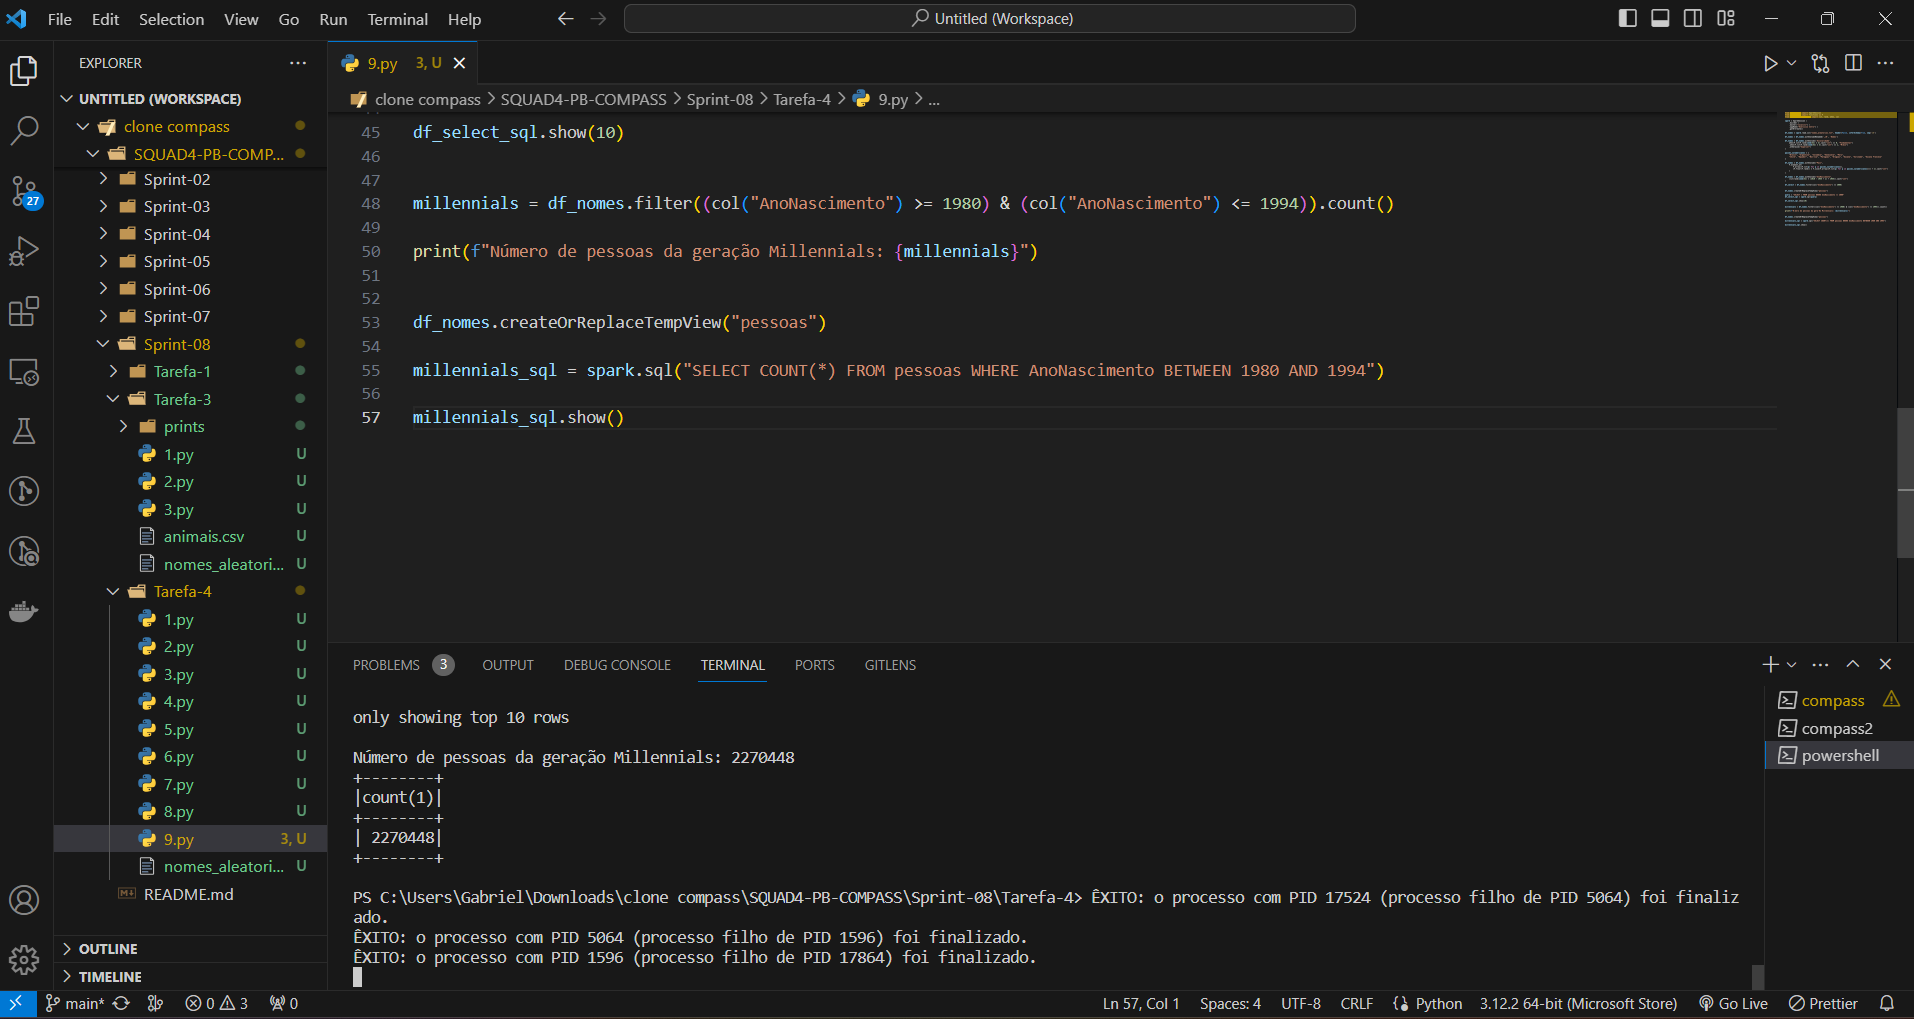 File Edit Selection View Go Run Terminal Help
Untitled (Workspace)
EXPLORER
UNTITLED (WORKSPACE)
clone compass
SQUAD4-PB-COMP...
Sprint-02
Sprint-03
Sprint-04
Sprint-05
Sprint-06
Sprint-07
Sprint-08
Tarefa-1
Tarefa-3
prints
1.py U
2.py U
3.py U
animais.csv U
nomes_aleatori... U
Tarefa-4
1.py U
2.py U
3.py U
4.py U
5.py U
6.py U
7.py U
8.py U
9.py 3, U
nomes_aleatori... U
README.md
OUTLINE
TIMELINE
27
9.py 3, U
clone compass > SQUAD4-PB-COMPASS > Sprint-08 > Tarefa-4 > 9.py > ...
45 df_select_sql.show(10)
46
47
48 millennials = df_nomes.filter((col("AnoNascimento") >= 1980) & (col("AnoNascimento") <= 1994)).count()
49
50 print(f"Número de pessoas da geração Millennials: {millennials}")
51
52
53 df_nomes.createOrReplaceTempView("pessoas")
54
55 millennials_sql = spark.sql("SELECT COUNT(*) FROM pessoas WHERE AnoNascimento BETWEEN 1980 AND 1994")
56
57 millennials_sql.show()
PROBLEMS 3 OUTPUT DEBUG CONSOLE TERMINAL PORTS GITLENS
only showing top 10 rows
Número de pessoas da geração Millennials: 2270448
+--------+
|count(1)|
+--------+
| 2270448|
+--------+
PS C:\Users\Gabriel\Downloads\clone compass\SQUAD4-PB-COMPASS\Sprint-08\Tarefa-4> ÊXITO: o processo com PID 17524 (processo filho de PID 5064) foi finaliz
ado.
ÊXITO: o processo com PID 5064 (processo filho de PID 1596) foi finalizado.
ÊXITO: o processo com PID 1596 (processo filho de PID 17864) foi finalizado.
compass
compass2
powershell
main* 0 3 0 Ln 57, Col 1 Spaces: 4 UTF-8 CRLF Python 3.12.2 64-bit (Microsoft Store) Go Live Prettier